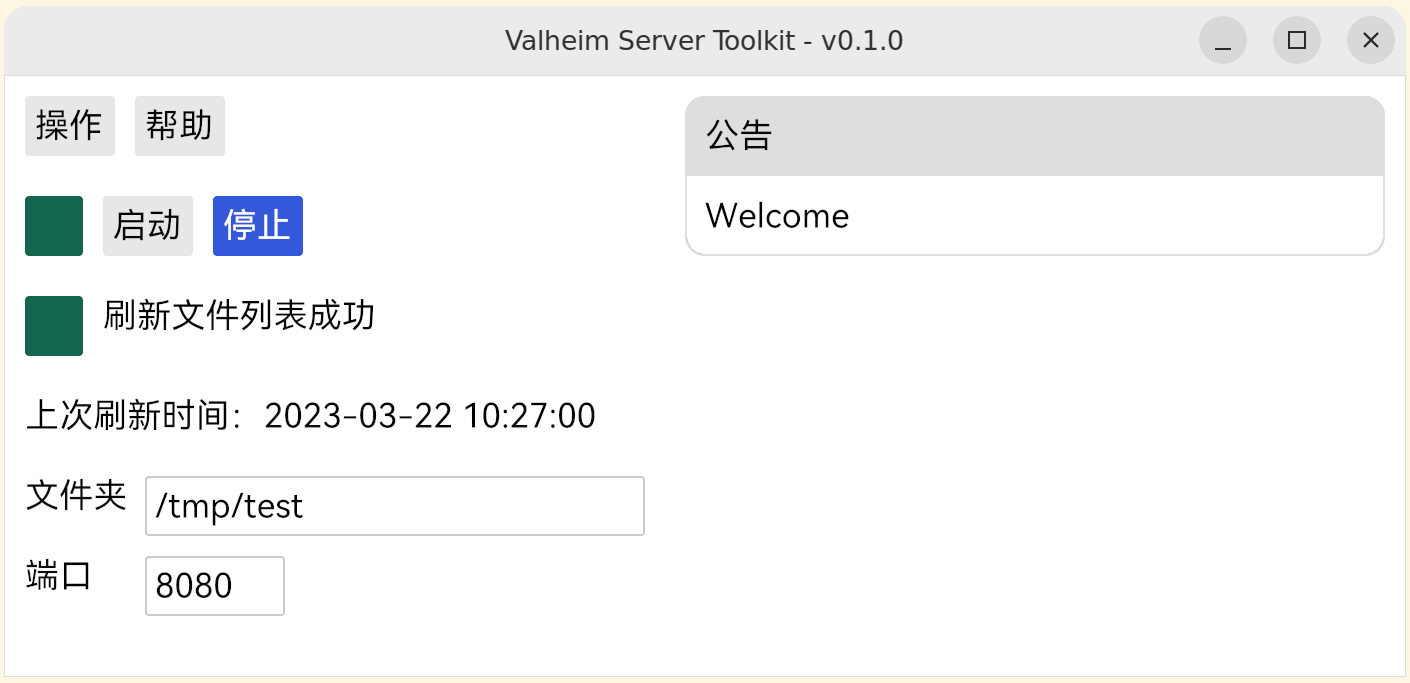 Valheim Server Toolkit - v0.1.0
操作 帮助
启动 停止
刷新文件列表成功
上次刷新时间：2023-03-22 10:27:00
文件夹 /tmp/test
端口 8080
公告
Welcome